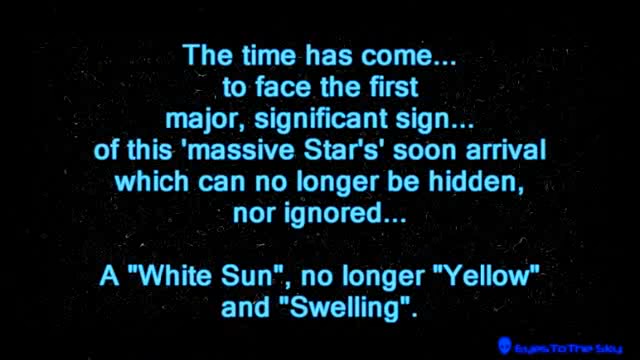 The time has come...
to face the first
major, significant sign...
of this 'massive Star's' soon arrival
which can no longer be hidden,
nor ignored...
A "White Sun", no longer "Yellow"
and "Swelling".
EyesToTheSky